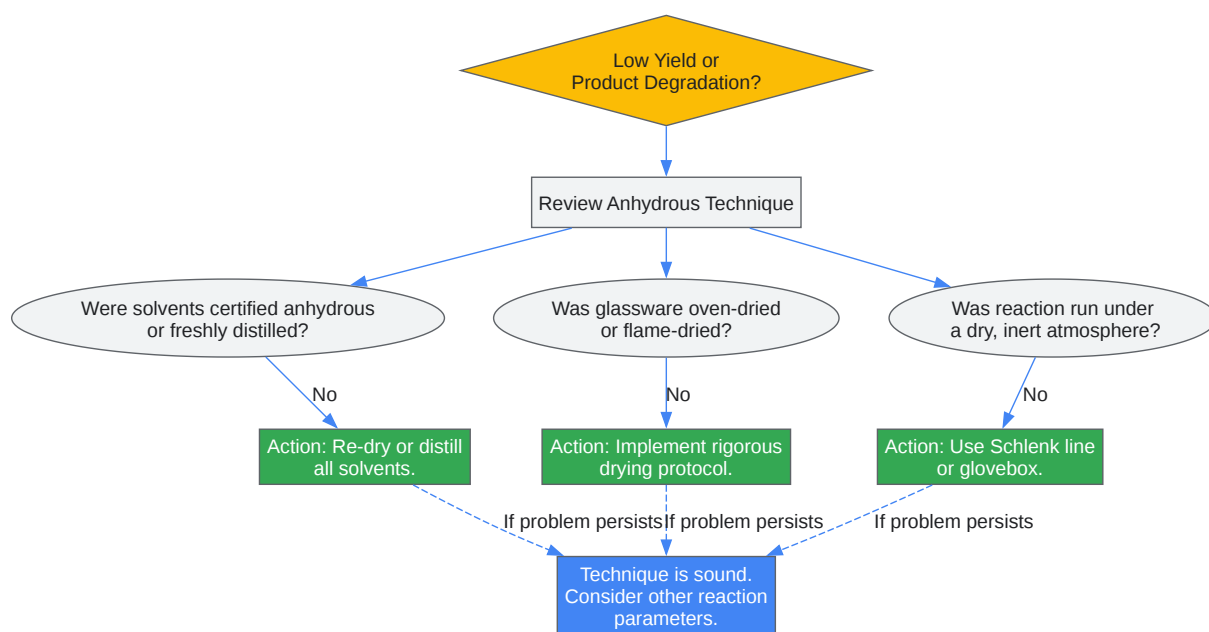 Low Yield or
Product Degradation?
Review Anhydrous Technique
Were solvents certified anhydrous
or freshly distilled?
Was glassware oven-dried
or flame-dried?
Was reaction run under
a dry, inert atmosphere?
No
No
No
Action: Re-dry or distill
all solvents.
Action: Implement rigorous
drying protocol.
Action: Use Schlenk line
or glovebox.
If problem persists
If problem persists
If problem persists
Technique is sound.
Consider other reaction
parameters.